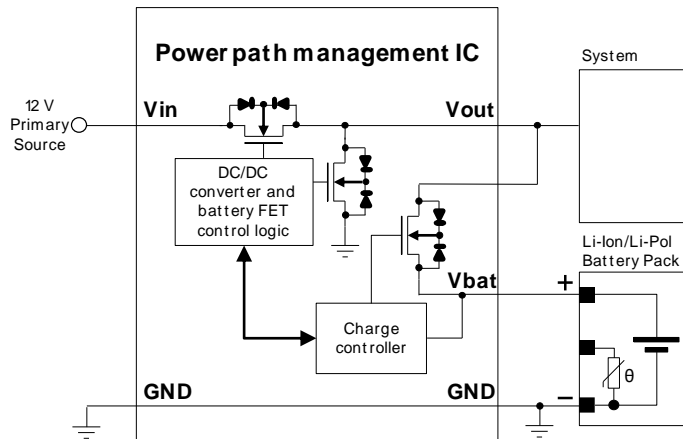 Power path management IC
System
12 V
Primary
Source
Vin
Vout
DC/DC
converter and
battery FET
control logic
Li-Ion/Li-Pol
Battery Pack
Vbat
+
Charge
controller
θ
GND
GND
−